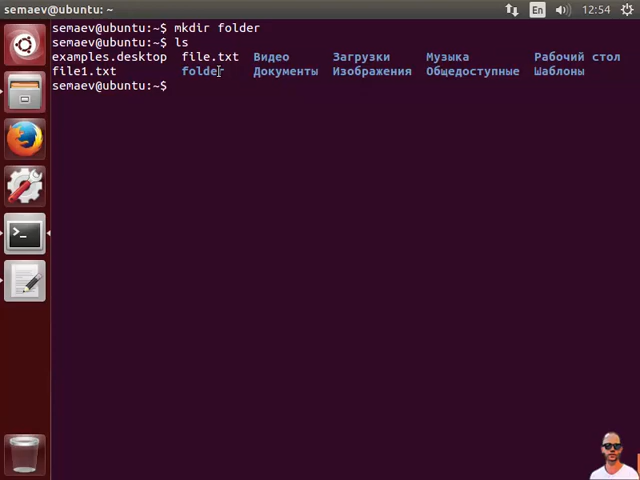 semaev@ubuntu: ~ En 12:54
semaev@ubuntu:~$ mkdir folder
semaev@ubuntu:~$ ls
examples.desktop file.txt Видео Загрузки Музыка Рабочий стол
file1.txt folder Документы Изображения Общедоступные Шаблоны
semaev@ubuntu:~$